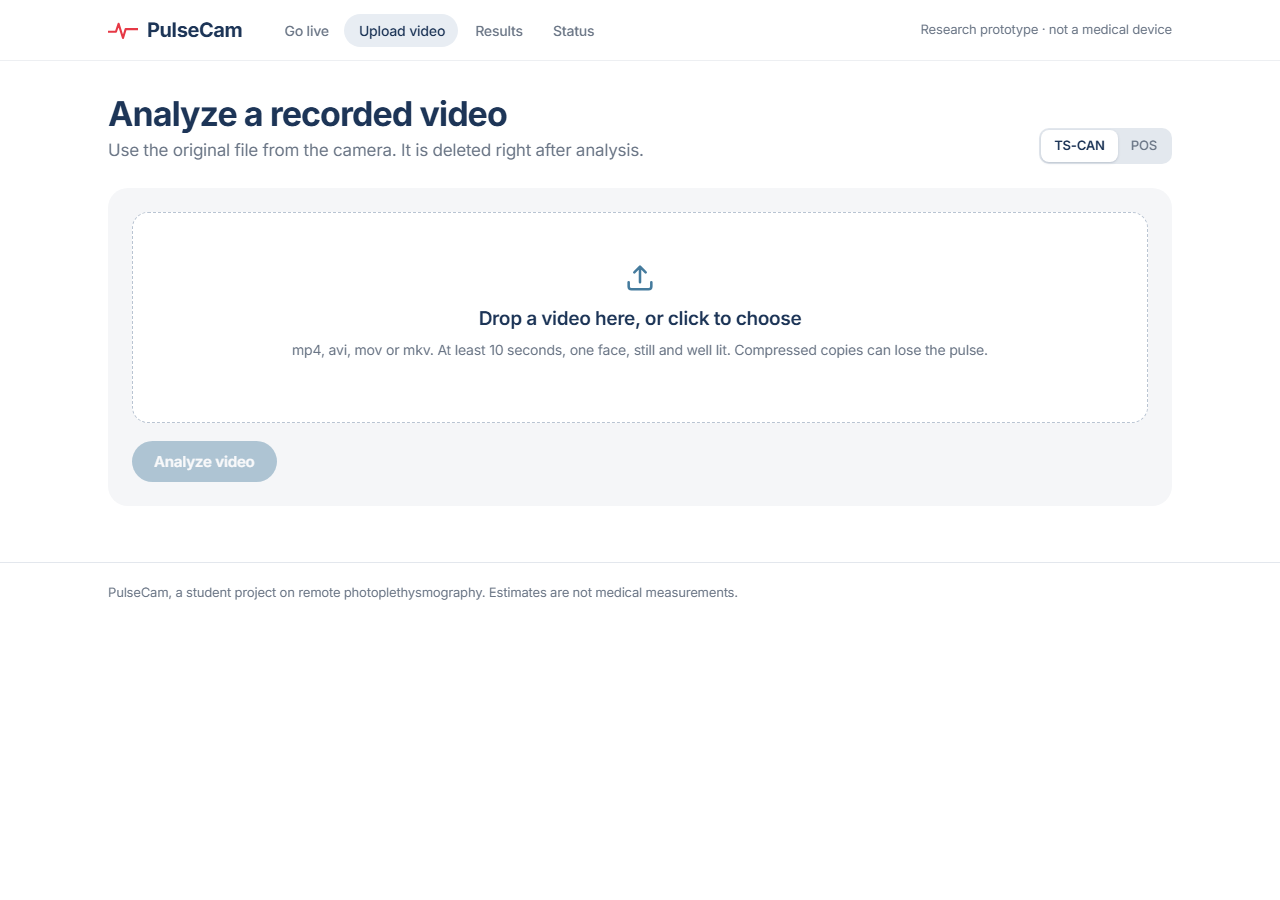 PulseCam
Go live
Upload video
Results
Status
Research prototype · not a medical device
Analyze a recorded video
Use the original file from the camera. It is deleted right after analysis.
TS-CAN
POS
Drop a video here, or click to choose
mp4, avi, mov or mkv. At least 10 seconds, one face, still and well lit. Compressed copies can lose the pulse.
Analyze video
PulseCam, a student project on remote photoplethysmography. Estimates are not medical measurements.